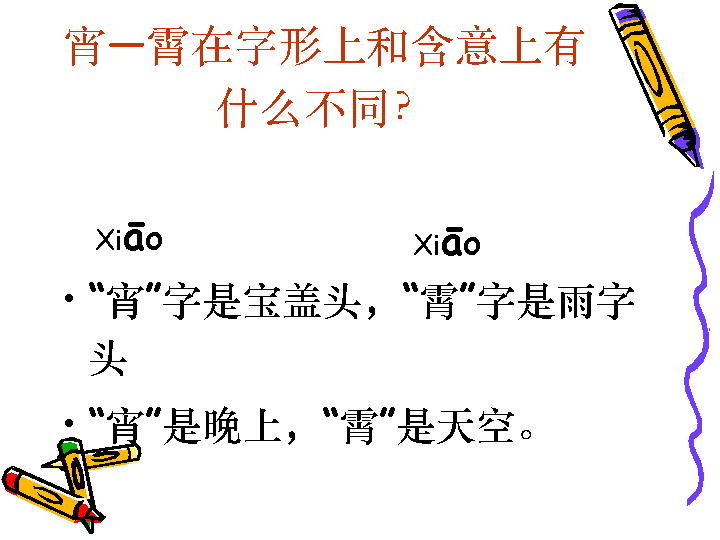 宵—霄在字形上和含意上有
什么不同?
Xiāo Xiāo
• “宵”字是宝盖头，“霄”字是雨字
头
• “宵”是晚上，“霄”是天空。